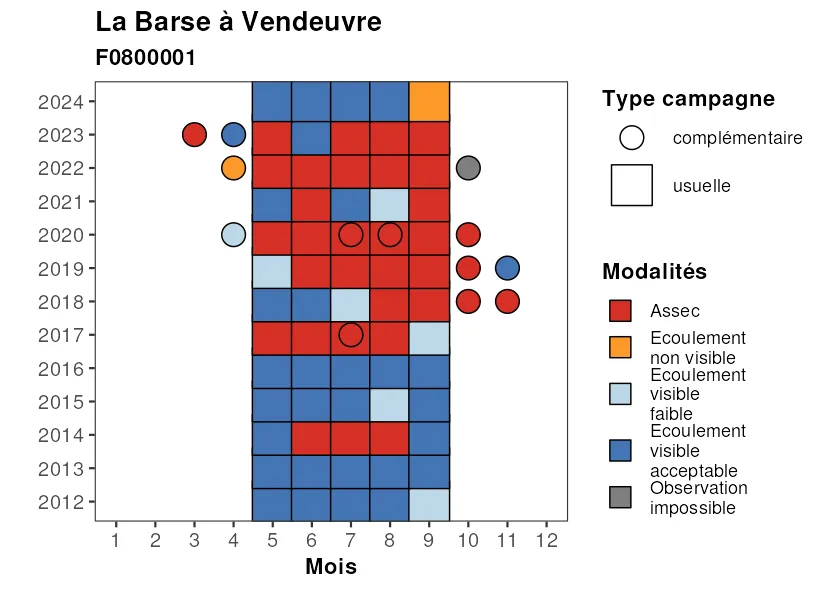 La Barse à Vendeuvre
F0800001
2024
2023
2022
2021
2020
2019
2018
2017
2016
2015
2014
2013
2012
1 2 3 4 5 6 7 8 9 10 11 12
Mois
Type campagne
complémentaire
usuelle
Modalités
Assec
Ecoulement
non visible
Ecoulement
visible
faible
Ecoulement
visible
acceptable
Observation
impossible